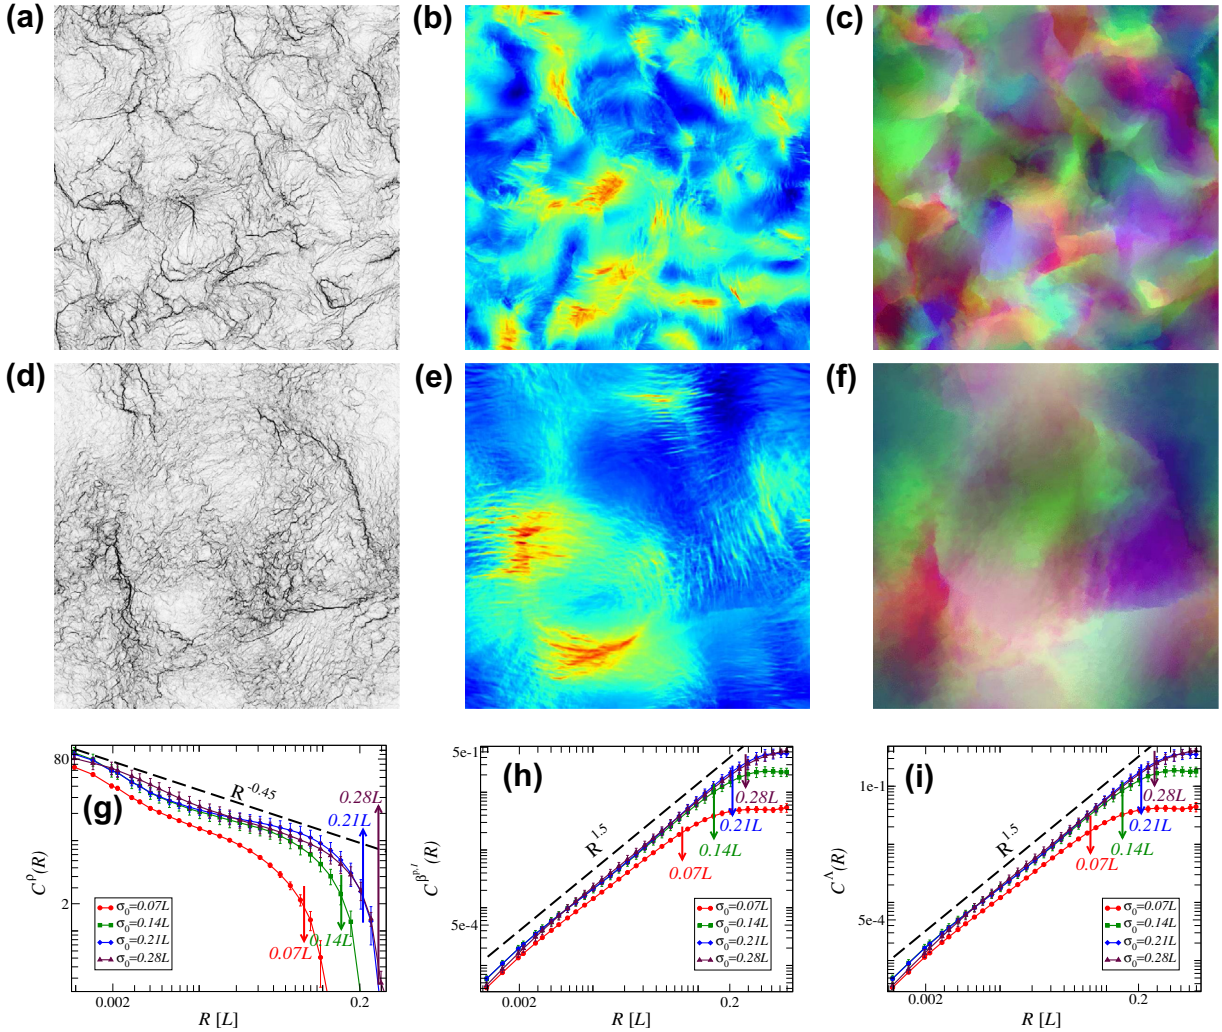 (a)
(b)
(c)
(d)
(e)
(f)
(g)
80
2
0.002
0.2
C^ρ(R)
R [L]
R^-0.45
0.28L
0.21L
0.14L
0.07L
σ₀=0.07L
σ₀=0.14L
σ₀=0.21L
σ₀=0.28L
(h)
5e-1
5e-4
0.002
0.2
R [L]
R^1.5
0.28L
0.21L
0.14L
0.07L
σ₀=0.07L
σ₀=0.14L
σ₀=0.21L
σ₀=0.28L
(i)
1e-1
5e-4
0.002
0.2
C^Λ(R)
R [L]
R^1.5
0.28L
0.21L
0.14L
0.07L
σ₀=0.07L
σ₀=0.14L
σ₀=0.21L
σ₀=0.28L